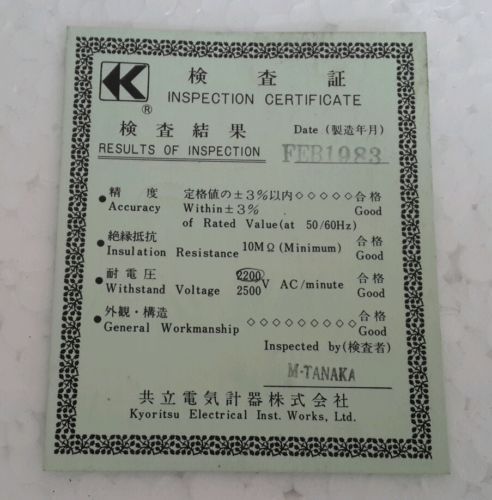 K
®
検査証
INSPECTION CERTIFICATE
検査結果
RESULTS OF INSPECTION
Date (製造年月)
FEB1983
● 精度 定格値の±3%以内◇◇◇◇◇合格
Accuracy Within±3% Good
of Rated Value(at 50/60Hz)
● 絶縁抵抗 10MΩ(Minimum) 合格
Insulation Resistance Good
● 耐電圧 2200 合格
Withstand Voltage 2500 V AC/minute Good
● 外観・構造 合格
General Workmanship ◇◇◇◇◇◇◇◇◇ Good
Inspected by(検査者)
M·TANAKA
共立電気計器株式会社
Kyoritsu Electrical Inst. Works, Ltd.